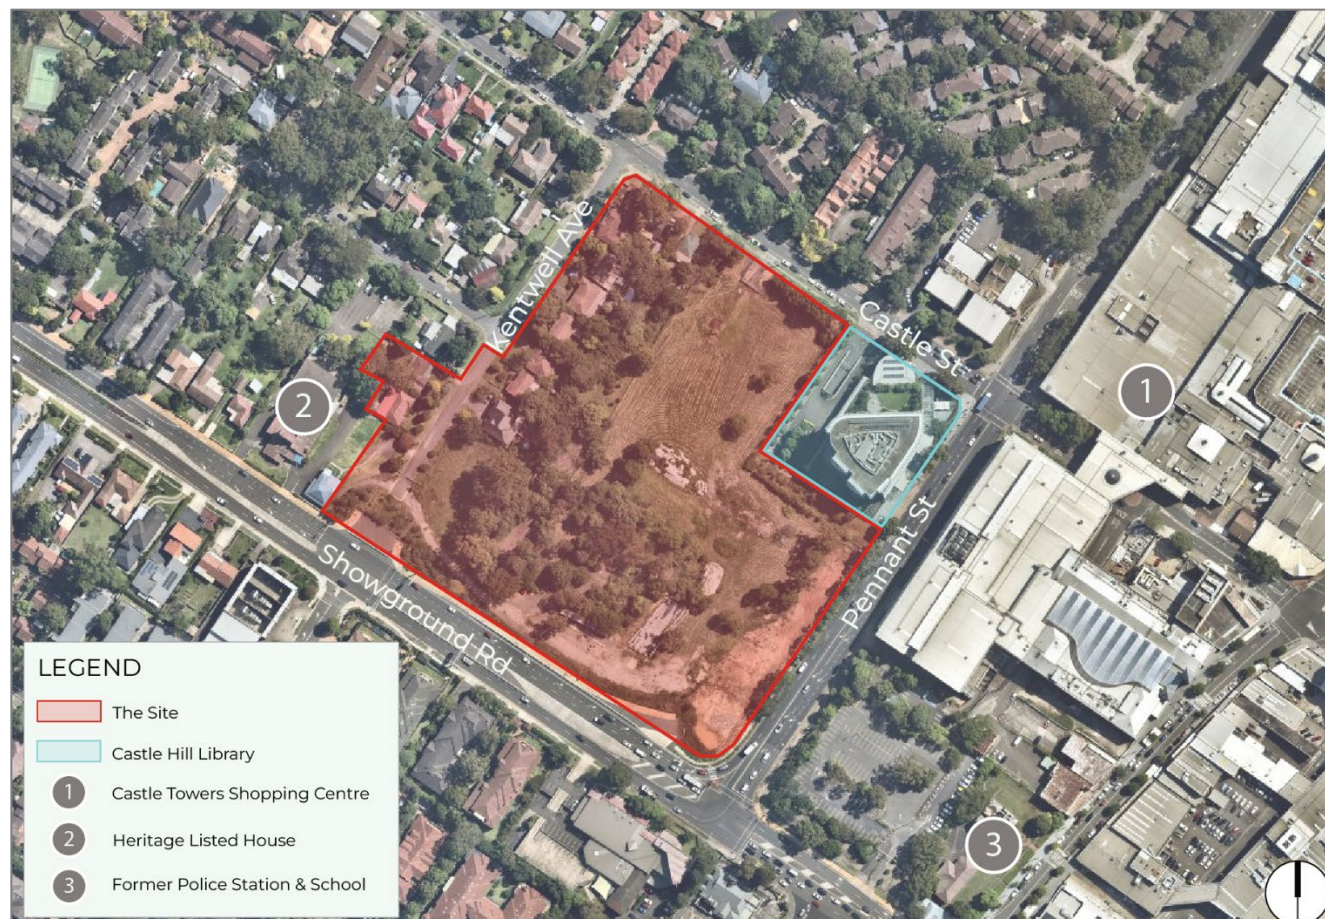 Kentwell Ave
Castle St
Pennant St
Showground Rd
1
2
3
LEGEND
The Site
Castle Hill Library
1 Castle Towers Shopping Centre
2 Heritage Listed House
3 Former Police Station & School